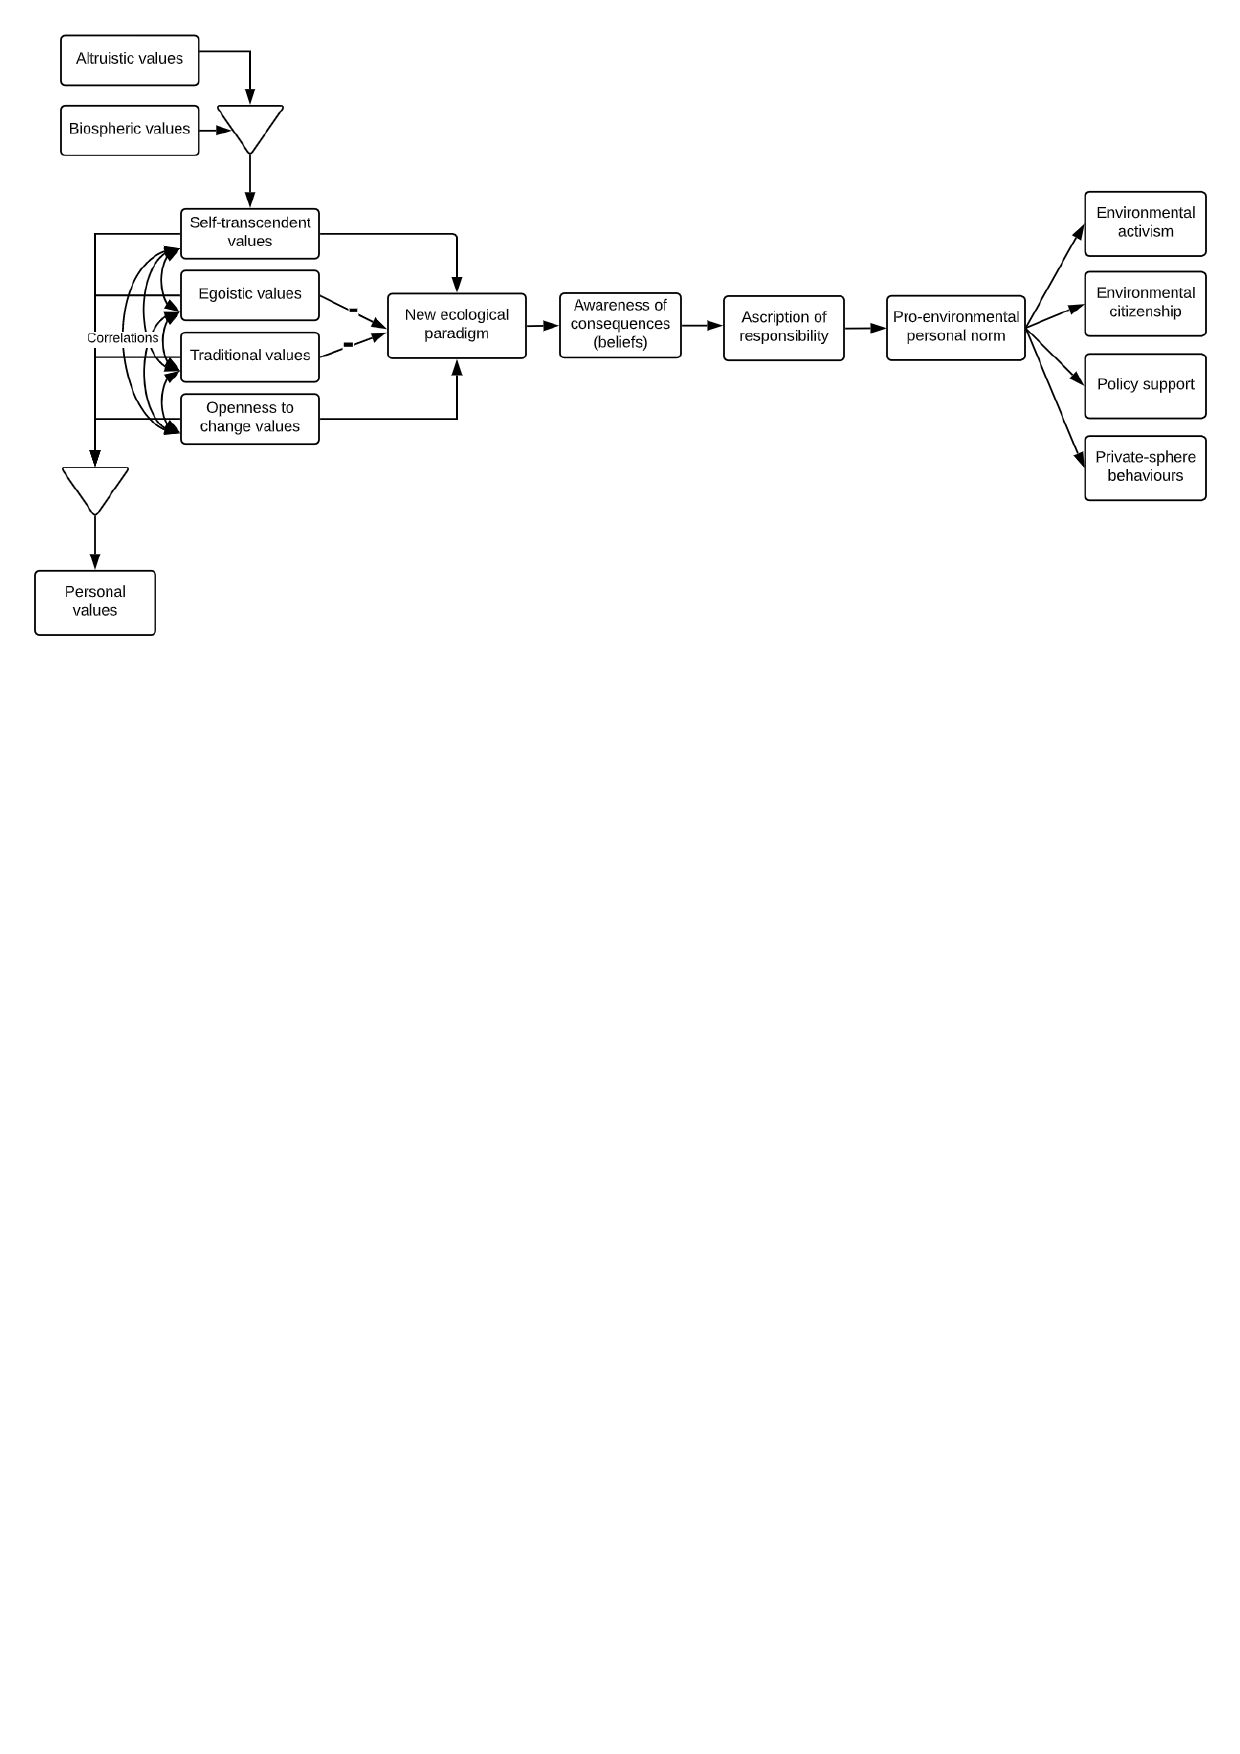 Altruistic values
Biospheric values
Self-transcendent
values
Egoistic values
Correlations
Traditional values
Openness to
change values
Personal
values
-
-
New ecological
paradigm
Awareness of
consequences
(beliefs)
Ascription of
responsibility
Pro-environmental
personal norm
Environmental
activism
Environmental
citizenship
Policy support
Private-sphere
behaviours